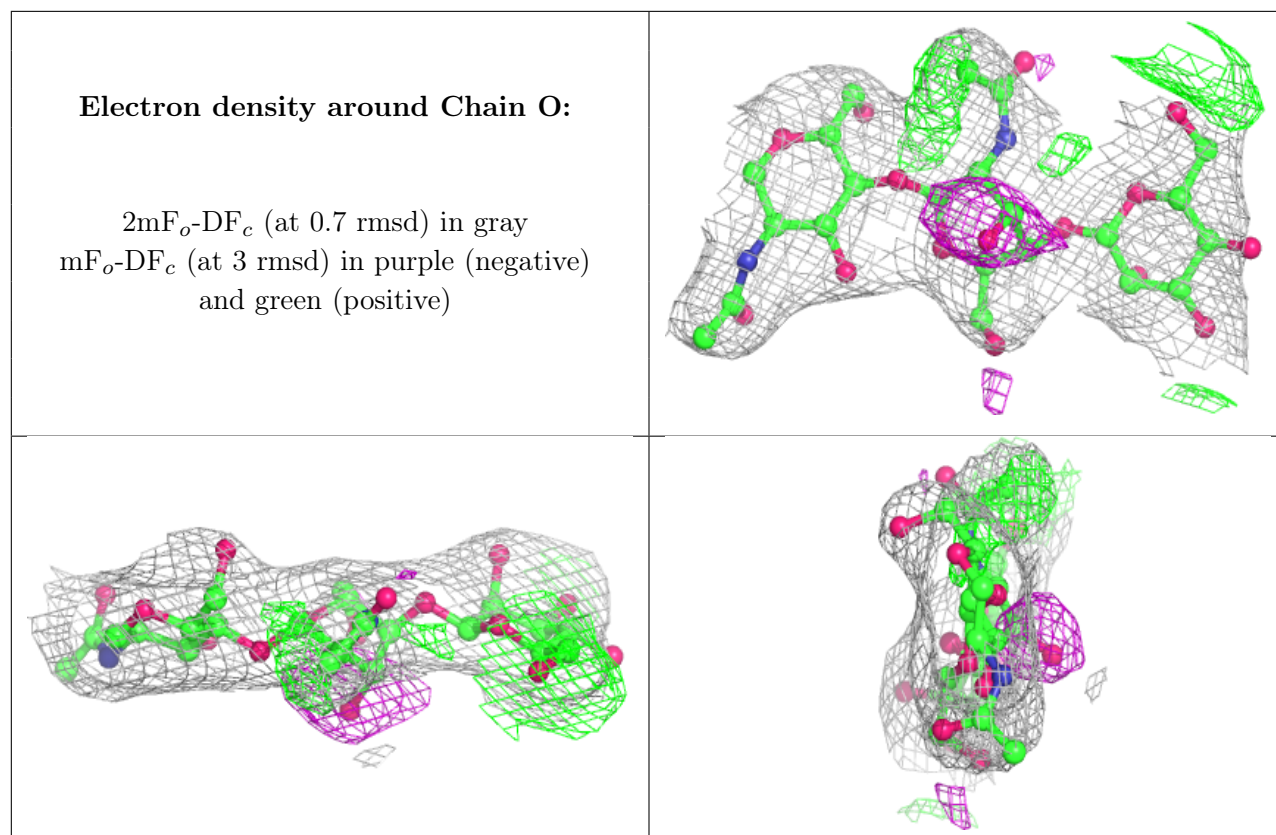 Electron density around Chain O:
2mFₒ-DF𝒸 (at 0.7 rmsd) in gray
mFₒ-DF𝒸 (at 3 rmsd) in purple (negative)
and green (positive)